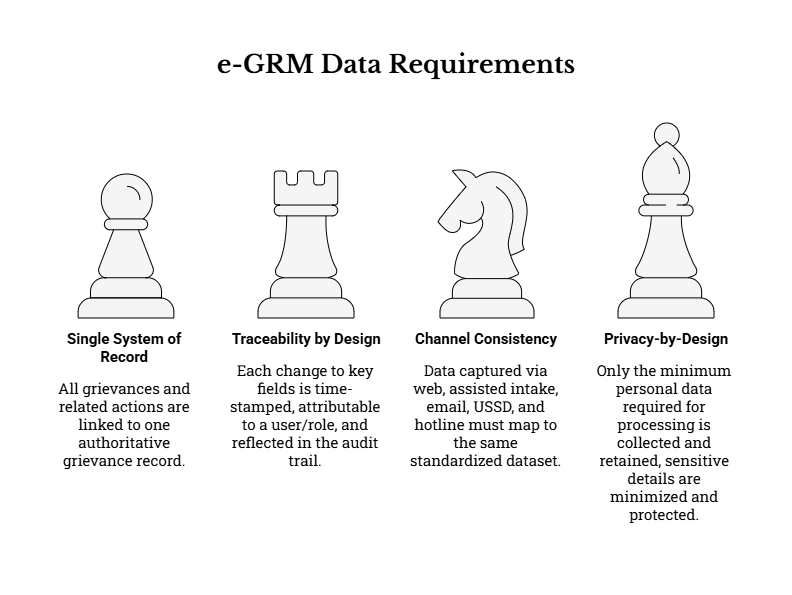 e-GRM Data Requirements
Single System of
Record
All grievances and
related actions are
linked to one
authoritative
grievance record.
Traceability by Design
Each change to key
fields is time-
stamped, attributable
to a user/role, and
reflected in the audit
trail.
Channel Consistency
Data captured via
web, assisted intake,
email, USSD, and
hotline must map to
the same
standardized dataset.
Privacy-by-Design
Only the minimum
personal data
required for
processing is
collected and
retained, sensitive
details are
minimized and
protected.